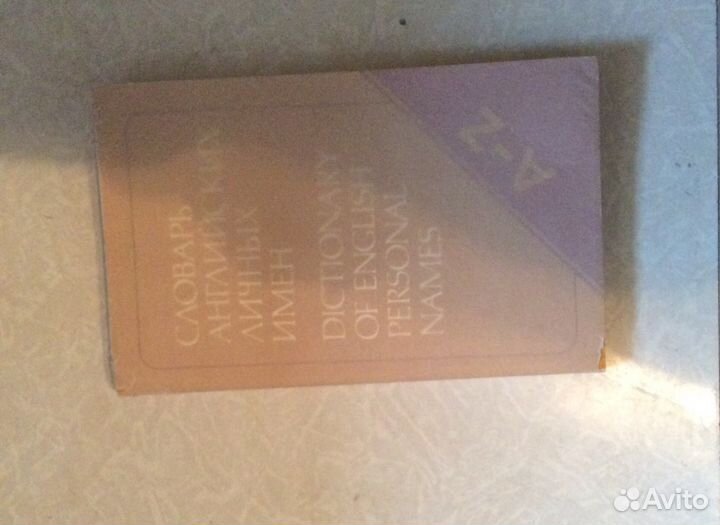 СЛОВАРЬ
АНГЛИЙСКИХ
ЛИЧНЫХ
ИМЕН
DICTIONARY
OF ENGLISH
PERSONAL
NAMES
A-Z
Avito